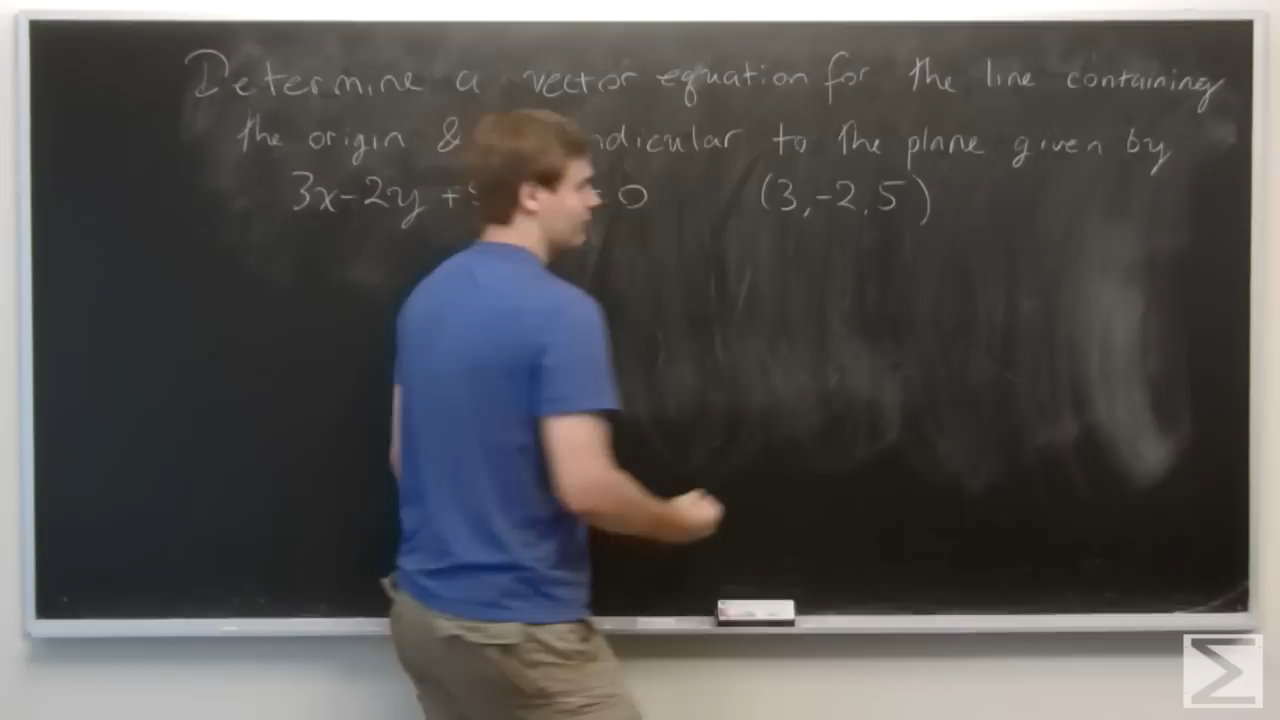 Determine a vector equation for the line containing
the origin & ndicular to the plane given by
3x-2y + = 0 (3,-2,5)
Σ